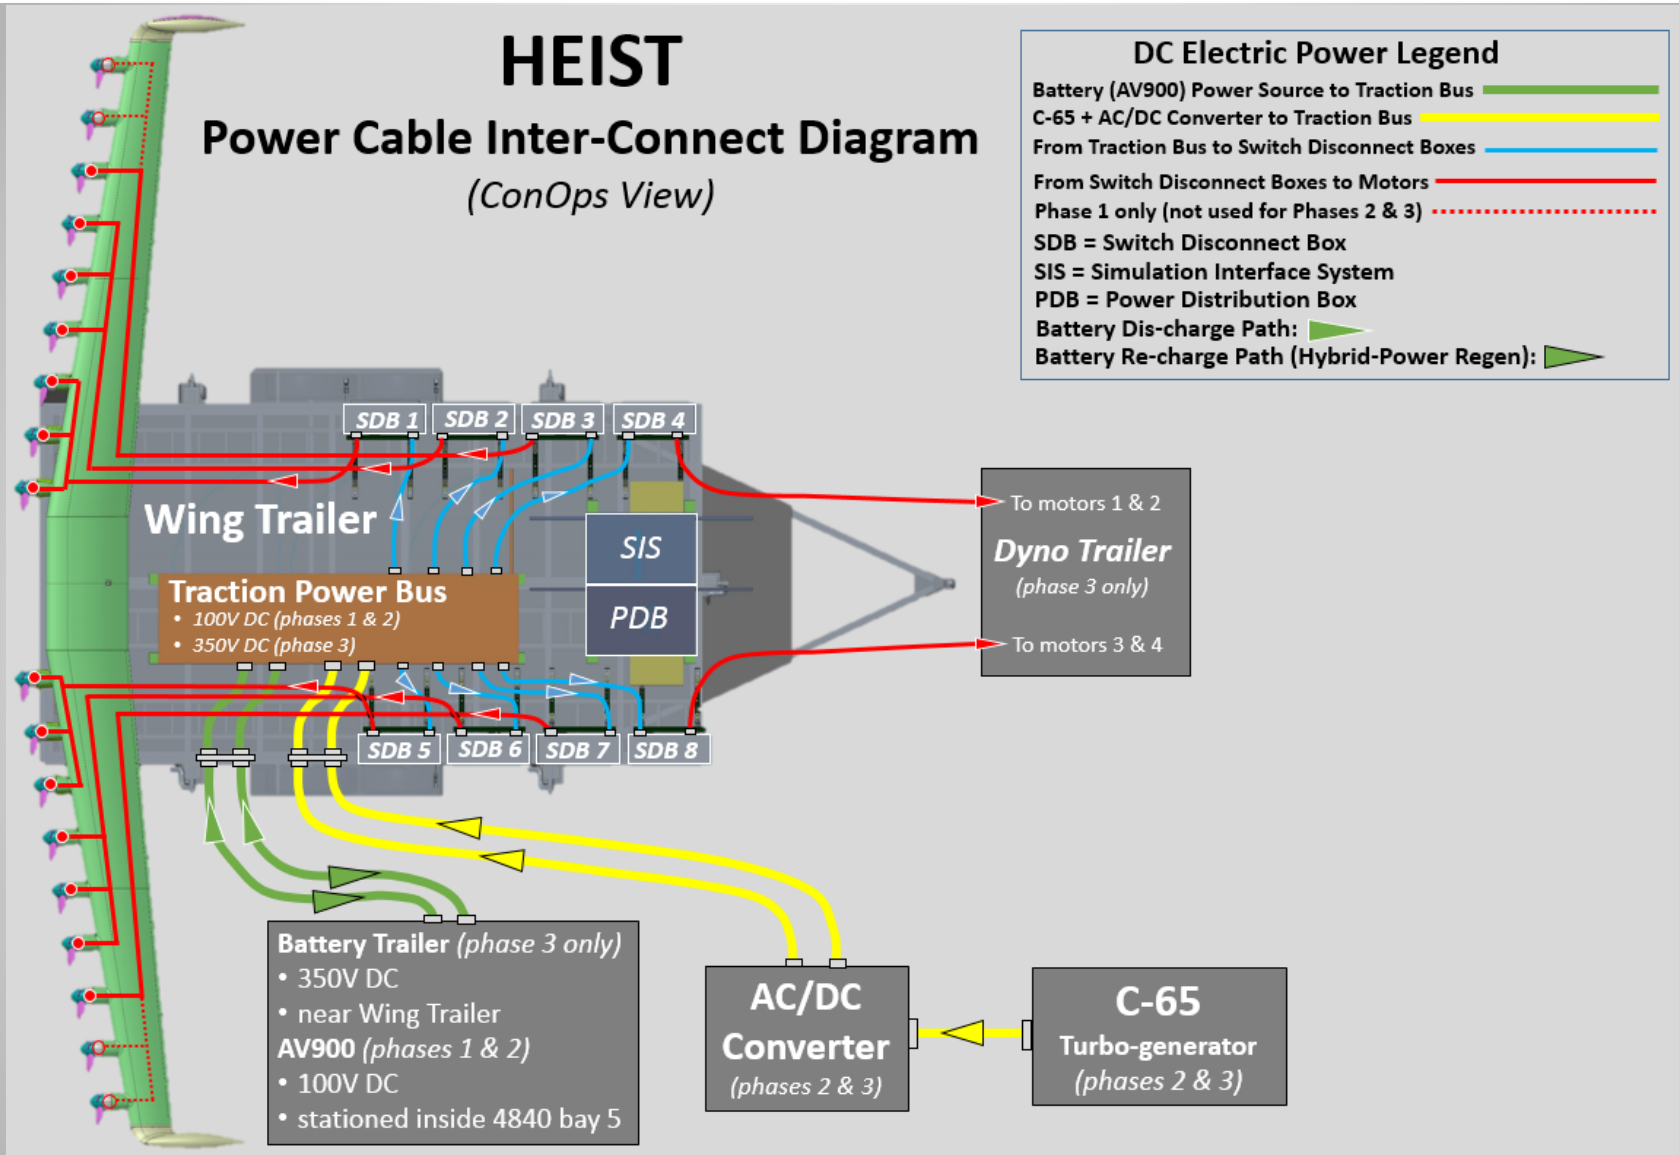 HEIST
Power Cable Inter-Connect Diagram
(ConOps View)
DC Electric Power Legend
Battery (AV900) Power Source to Traction Bus
C-65 + AC/DC Converter to Traction Bus
From Traction Bus to Switch Disconnect Boxes
From Switch Disconnect Boxes to Motors
Phase 1 only (not used for Phases 2 & 3)
SDB = Switch Disconnect Box
SIS = Simulation Interface System
PDB = Power Distribution Box
Battery Dis-charge Path:
Battery Re-charge Path (Hybrid-Power Regen):
SDB 1
SDB 2
SDB 3
SDB 4
Wing Trailer
SIS
PDB
Traction Power Bus
• 100V DC (phases 1 & 2)
• 350V DC (phase 3)
To motors 1 & 2
Dyno Trailer
(phase 3 only)
To motors 3 & 4
SDB 5
SDB 6
SDB 7
SDB 8
Battery Trailer (phase 3 only)
• 350V DC
• near Wing Trailer
AV900 (phases 1 & 2)
• 100V DC
• stationed inside 4840 bay 5
AC/DC
Converter
(phases 2 & 3)
C-65
Turbo-generator
(phases 2 & 3)